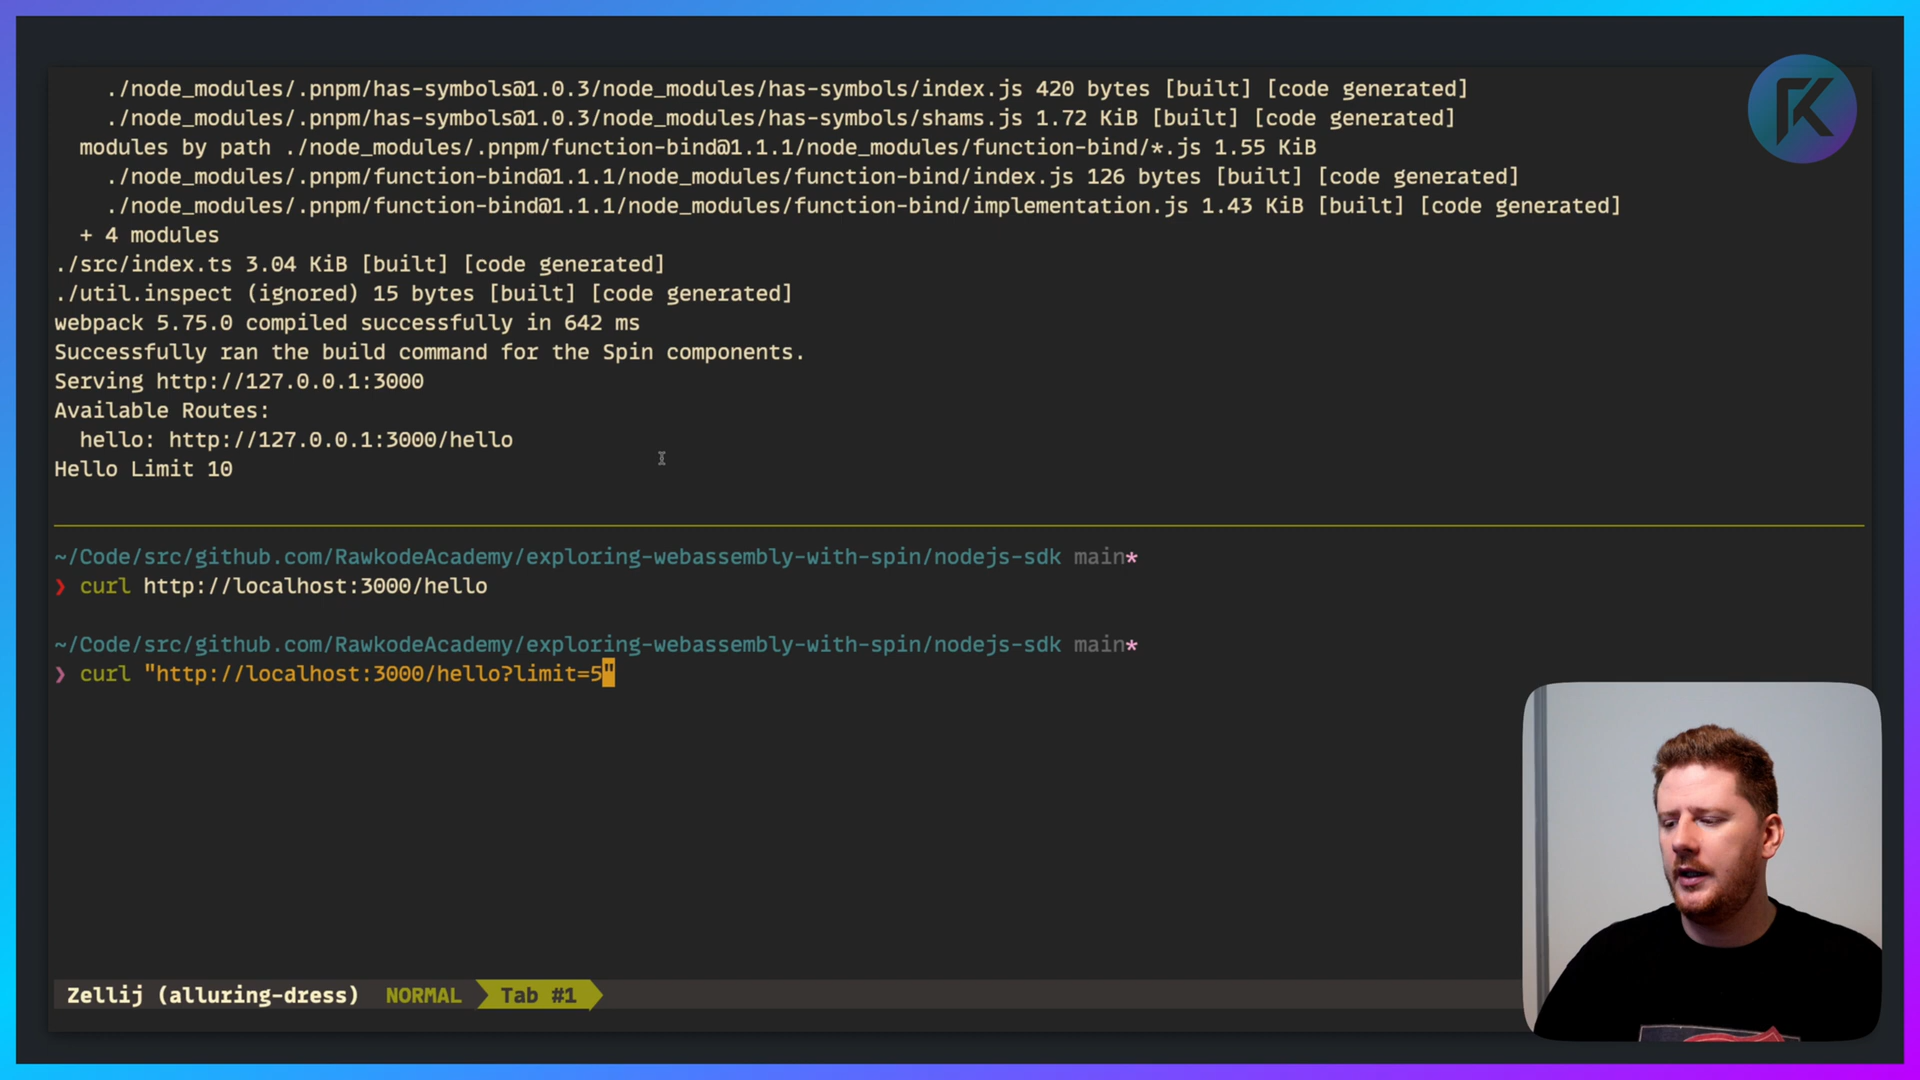 ./node_modules/.pnpm/has-symbols@1.0.3/node_modules/has-symbols/index.js 420 bytes [built] [code generated]
./node_modules/.pnpm/has-symbols@1.0.3/node_modules/has-symbols/shams.js 1.72 KiB [built] [code generated]
modules by path ./node_modules/.pnpm/function-bind@1.1.1/node_modules/function-bind/*.js 1.55 KiB
./node_modules/.pnpm/function-bind@1.1.1/node_modules/function-bind/index.js 126 bytes [built] [code generated]
./node_modules/.pnpm/function-bind@1.1.1/node_modules/function-bind/implementation.js 1.43 KiB [built] [code generated]
+ 4 modules
./src/index.ts 3.04 KiB [built] [code generated]
./util.inspect (ignored) 15 bytes [built] [code generated]
webpack 5.75.0 compiled successfully in 642 ms
Successfully ran the build command for the Spin components.
Serving http://127.0.0.1:3000
Available Routes:
hello: http://127.0.0.1:3000/hello
Hello Limit 10
~/Code/src/github.com/RawkodeAcademy/exploring-webassembly-with-spin/nodejs-sdk main*
❯ curl http://localhost:3000/hello
~/Code/src/github.com/RawkodeAcademy/exploring-webassembly-with-spin/nodejs-sdk main*
❯ curl "http://localhost:3000/hello?limit=5"
Zellij (alluring-dress) NORMAL Tab #1